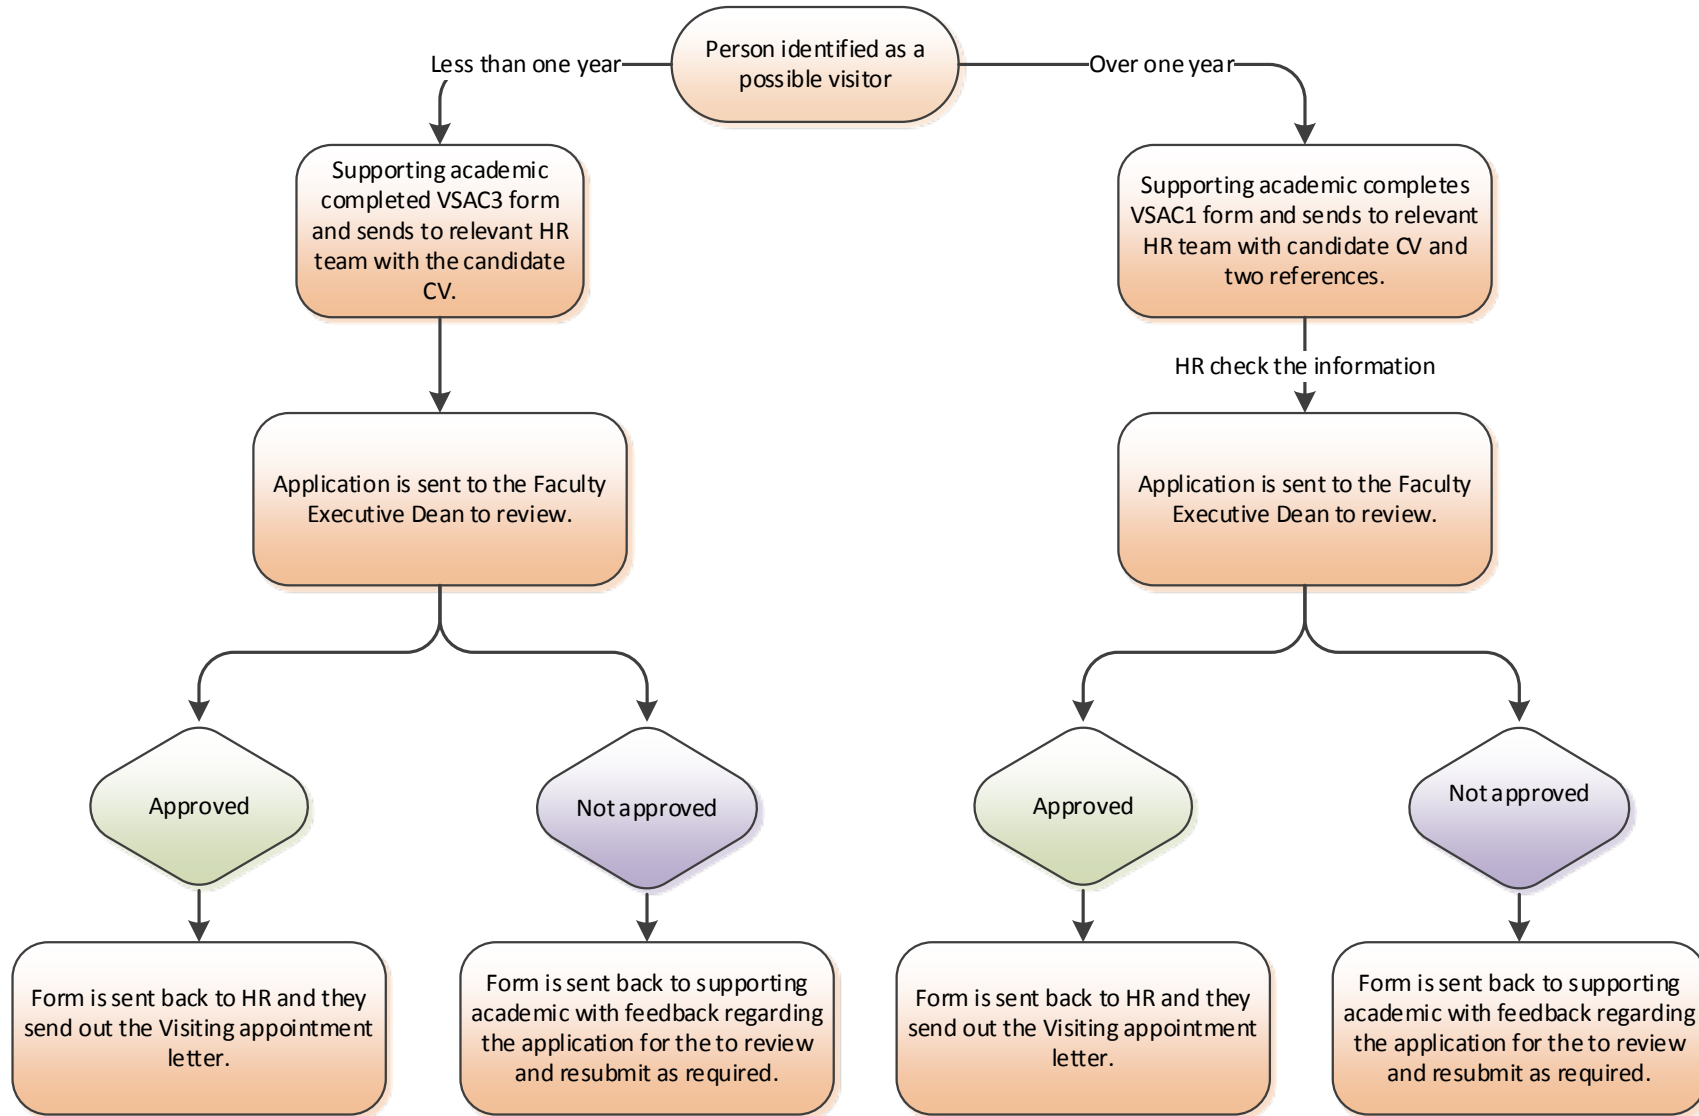 Person identified as a
possible visitor
Less than one year
Over one year
Supporting academic
completed VSAC3 form
and sends to relevant HR
team with the candidate
CV.
Supporting academic completes
VSAC1 form and sends to relevant
HR team with candidate CV and
two references.
HR check the information
Application is sent to the Faculty
Executive Dean to review.
Application is sent to the Faculty
Executive Dean to review.
Approved
Not approved
Approved
Not approved
Form is sent back to HR and they
send out the Visiting appointment
letter.
Form is sent back to supporting
academic with feedback regarding
the application for the to review
and resubmit as required.
Form is sent back to HR and they
send out the Visiting appointment
letter.
Form is sent back to supporting
academic with feedback regarding
the application for the to review
and resubmit as required.